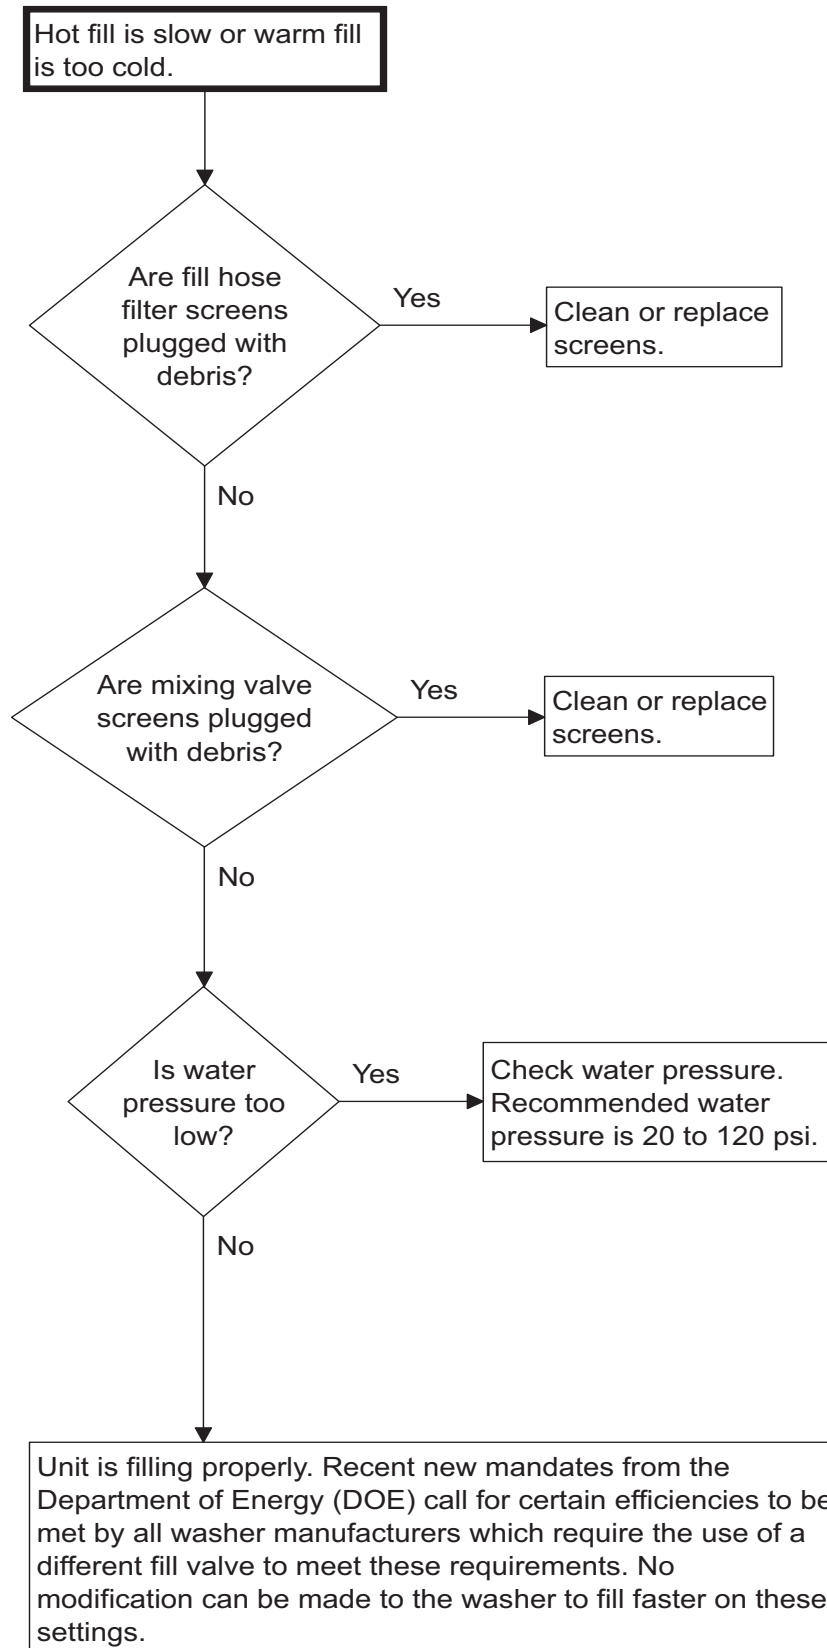 Hot fill is slow or warm fill
is too cold.
Are fill hose
filter screens
plugged with
debris?
Yes
Clean or replace
screens.
No
Are mixing valve
screens plugged
with debris?
Yes
Clean or replace
screens.
No
Is water
pressure too
low?
Yes
Check water pressure.
Recommended water
pressure is 20 to 120 psi.
No
Unit is filling properly. Recent new mandates from the
Department of Energy (DOE) call for certain efficiencies to be
met by all washer manufacturers which require the use of a
different fill valve to meet these requirements. No
modification can be made to the washer to fill faster on these
settings.